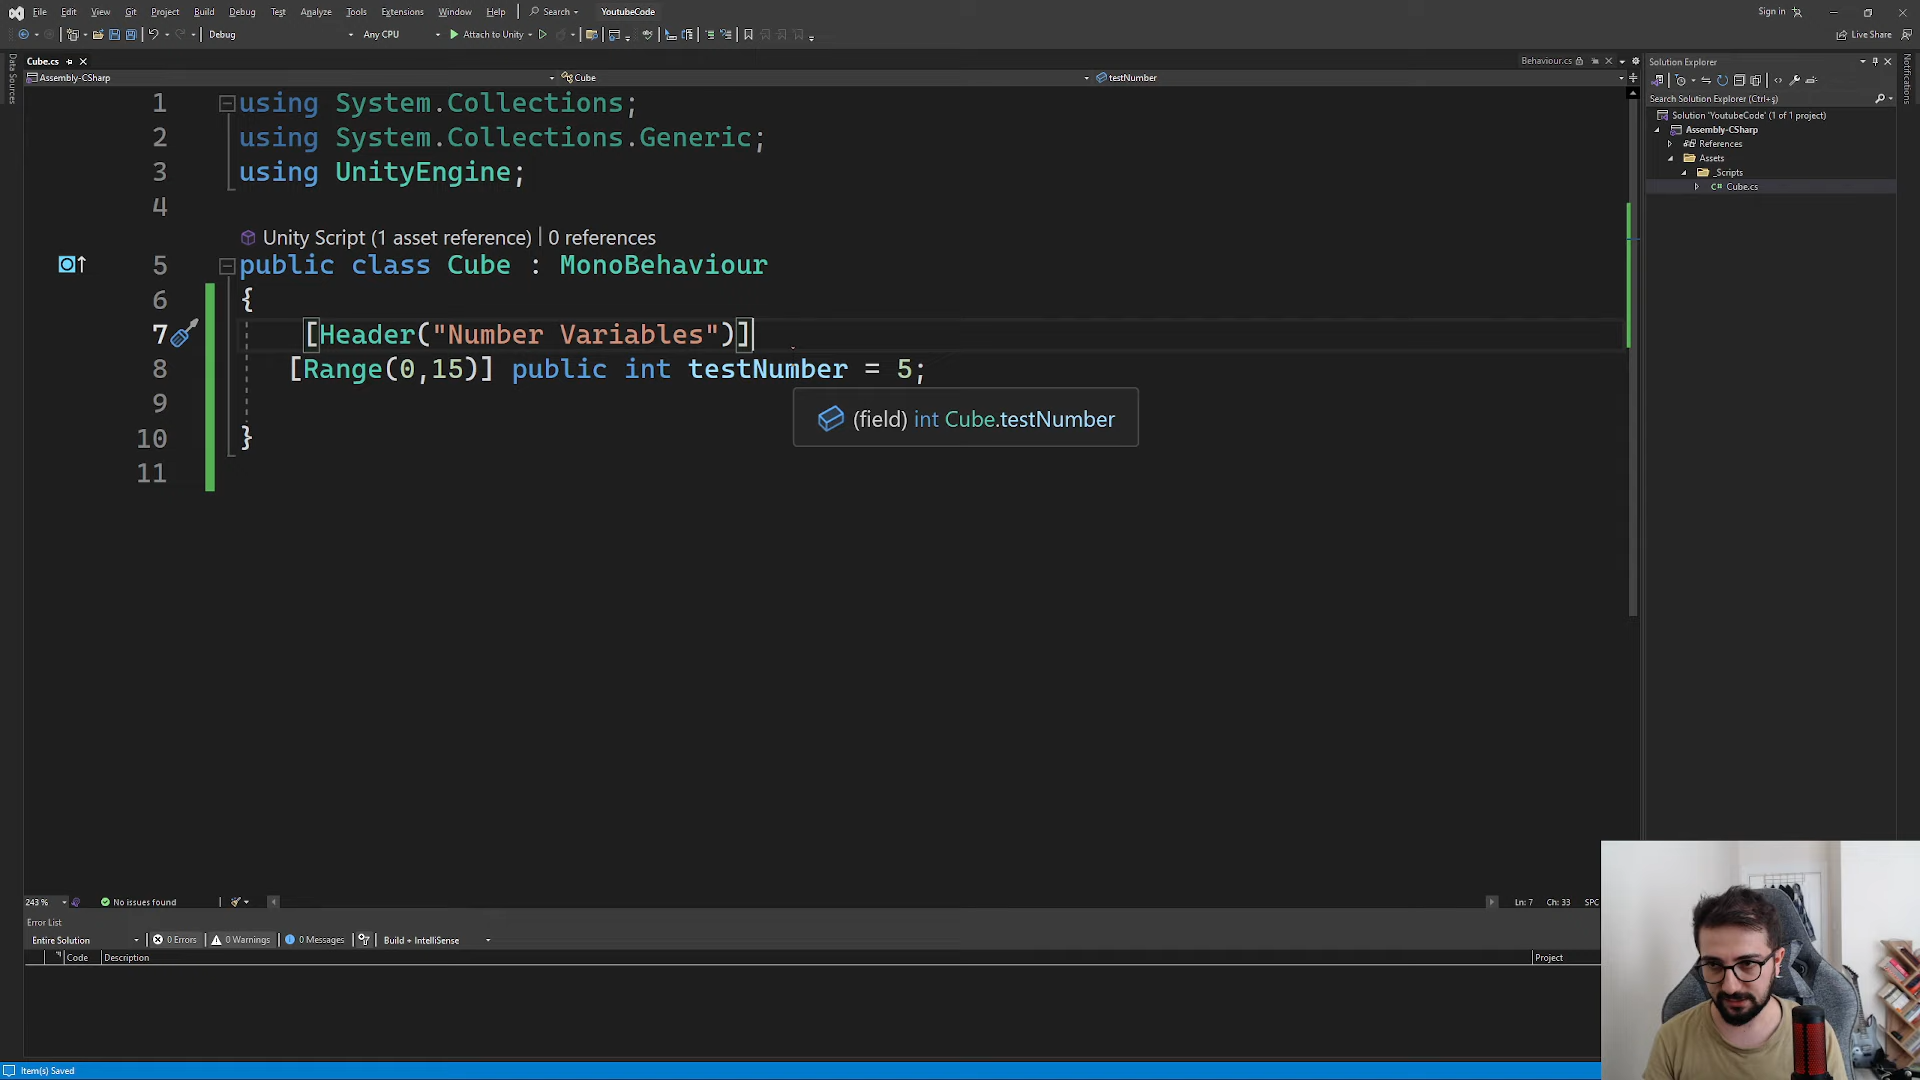 File Edit View Git Project Build Debug Test Analyze Tools Extensions Window Help Search YoutubeCode Sign in
Debug Any CPU Attach to Unity Live Share
Cube.cs Behaviour.cs
Assembly-CSharp Cube testNumber
Data Sources
1 using System.Collections;
2 using System.Collections.Generic;
3 using UnityEngine;
4
Unity Script (1 asset reference) | 0 references
5 public class Cube : MonoBehaviour
6 {
7 [Header("Number Variables")]
8 [Range(0,15)] public int testNumber = 5;
9
(field) int Cube.testNumber
10 }
11
Solution Explorer
Search Solution Explorer (Ctrl+ş)
Solution 'YoutubeCode' (1 of 1 project)
Assembly-CSharp
References
Assets
_Scripts
C# Cube.cs
Notifications
243 % No issues found Ln: 7 Ch: 33 SPC
Error List
Entire Solution 0 Errors 0 Warnings 0 Messages Build + IntelliSense
Code Description Project
Item(s) Saved